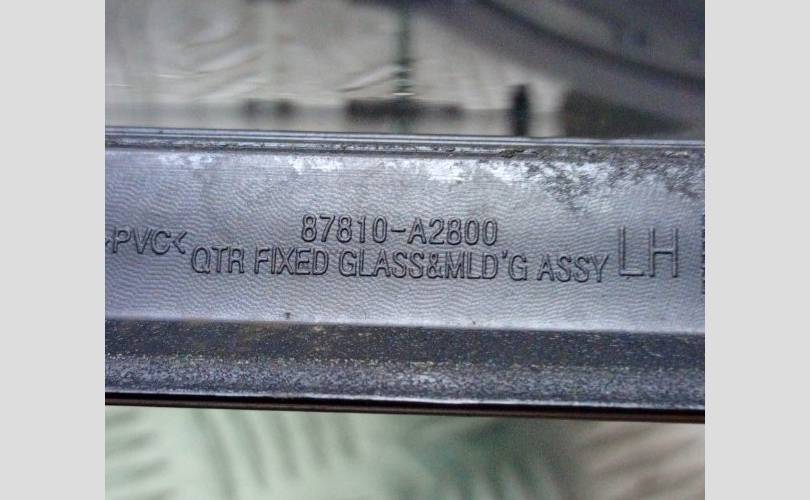 87810-A2800
>PVC< QTR FIXED GLASS&MLD'G ASSY LH